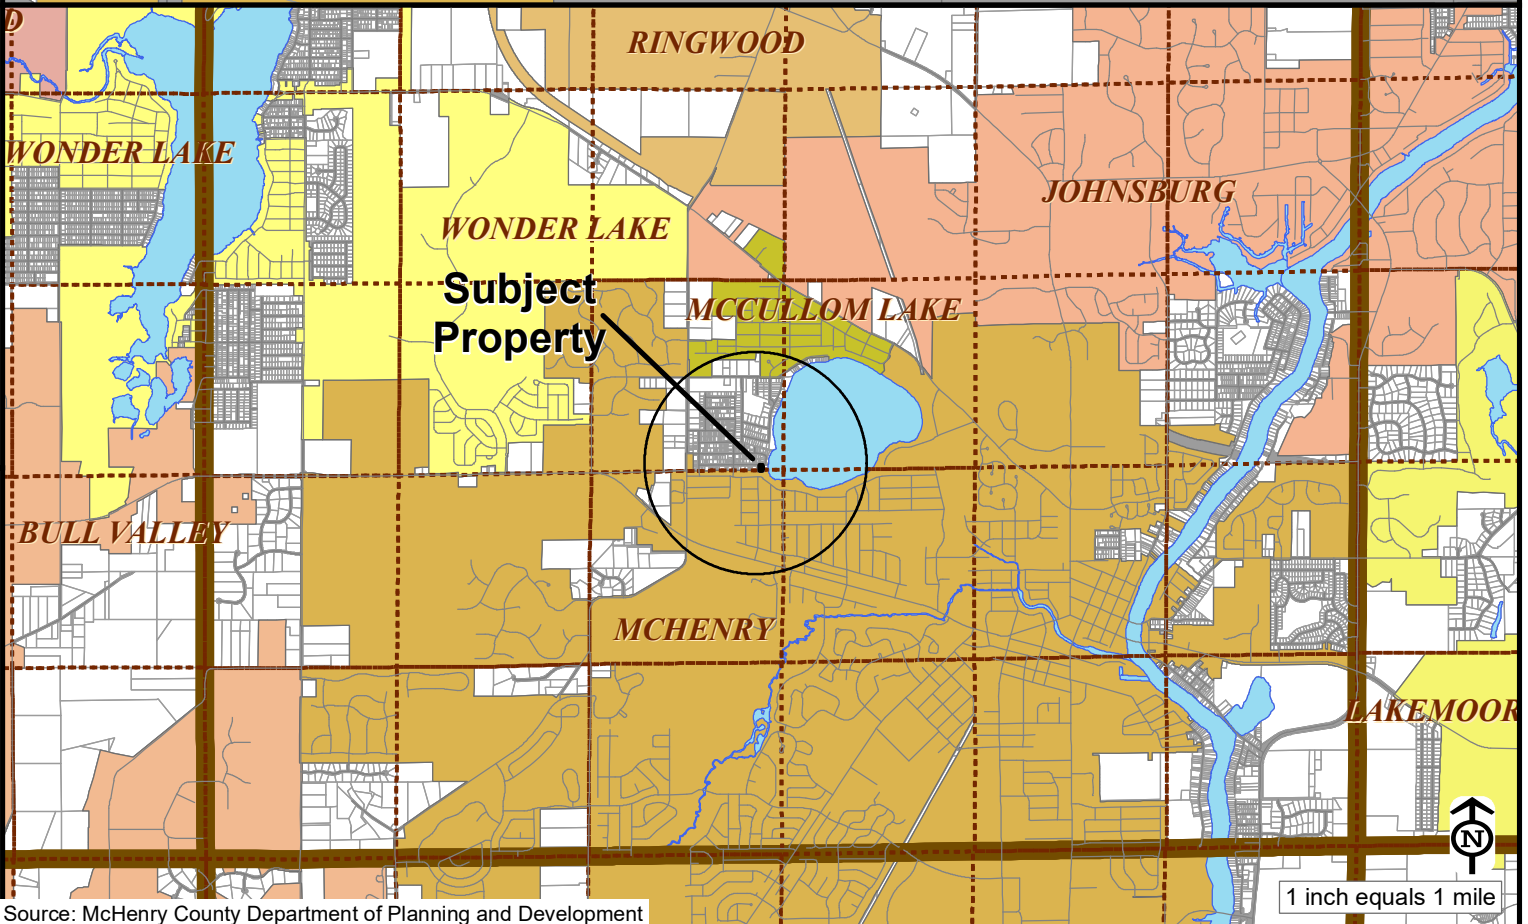 D
RINGWOOD
WONDER LAKE
JOHNSBURG
WONDER LAKE
Subject
Property
MCCULLOM LAKE
BULL VALLEY
MCHENRY
LAKEMOOR
N
1 inch equals 1 mile
Source: McHenry County Department of Planning and Development